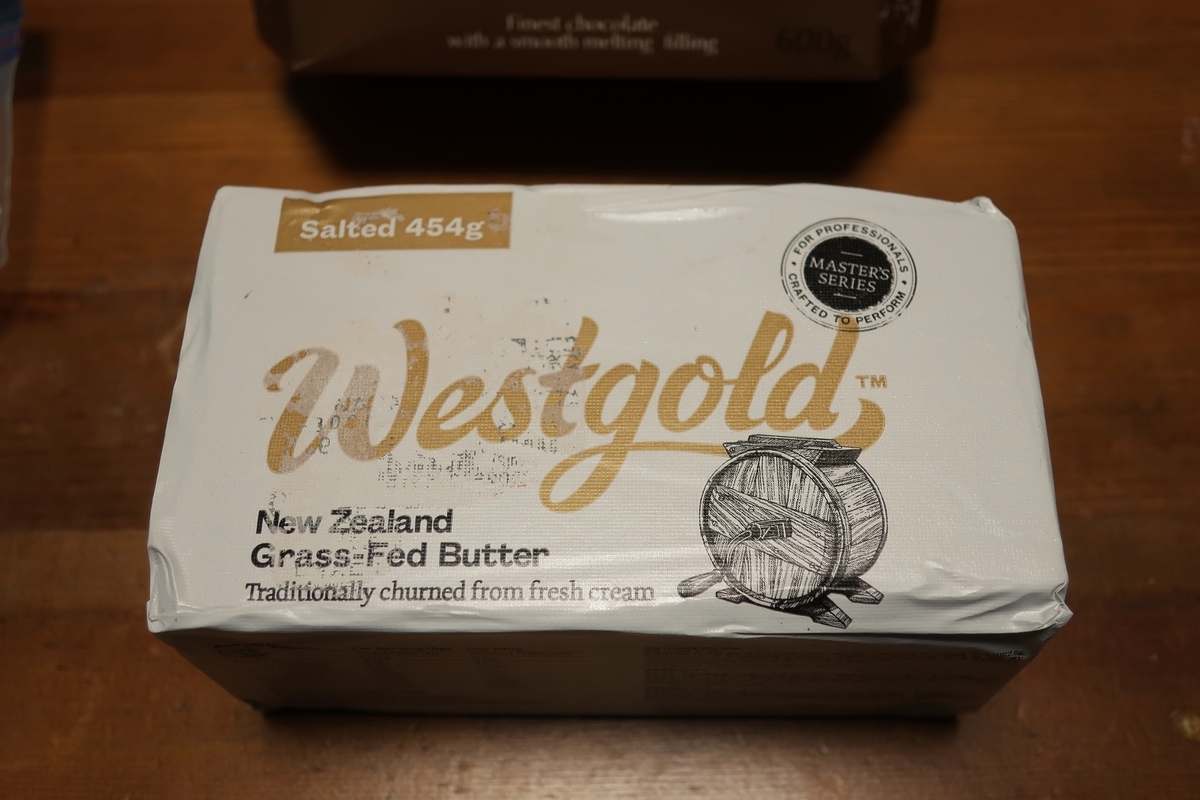 Finest chocolate
with a smooth melting filling
600g
Salted 454g
FOR PROFESSIONALS
MASTER'S
SERIES
CRAFTED TO PERFORM
Westgold™
New Zealand
Grass-Fed Butter
Traditionally churned from fresh cream